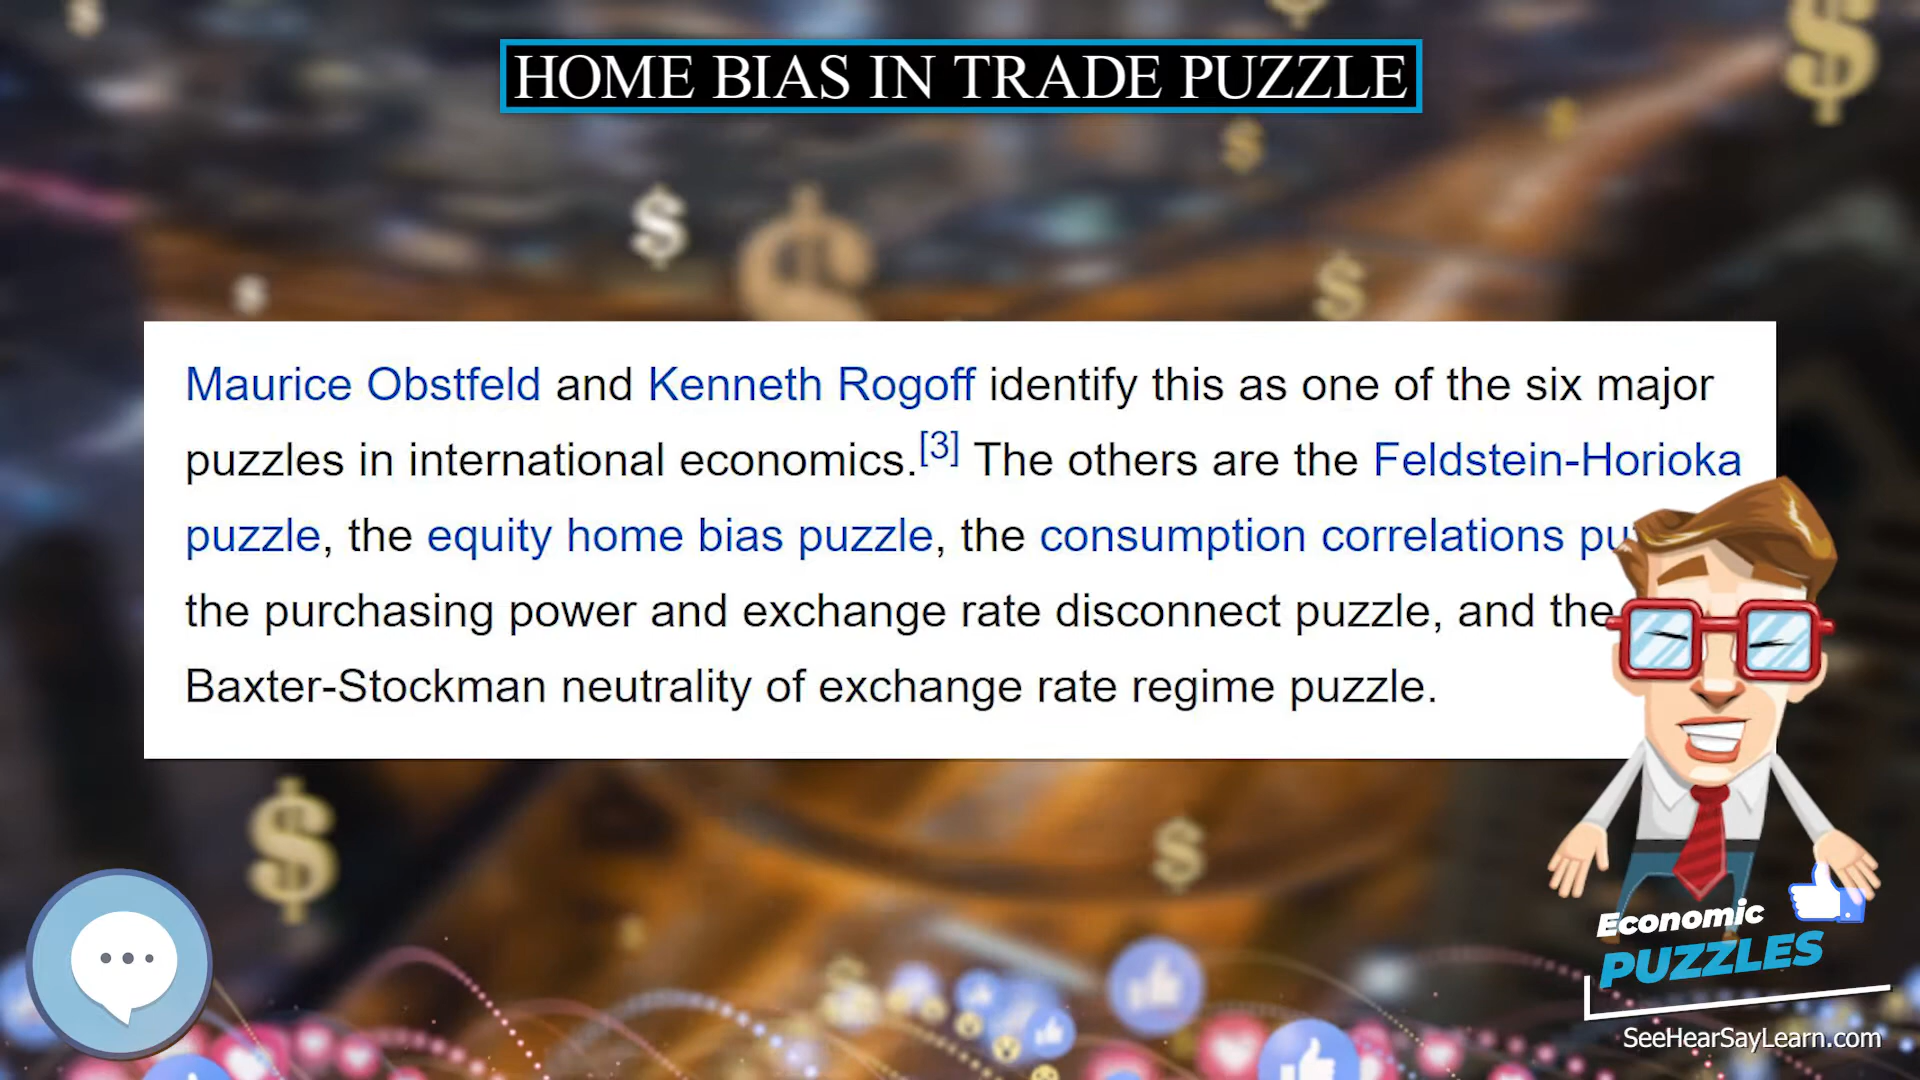 HOME BIAS IN TRADE PUZZLE
Maurice Obstfeld and Kenneth Rogoff identify this as one of the six major
puzzles in international economics.[3] The others are the Feldstein-Horioka
puzzle, the equity home bias puzzle, the consumption correlations
the purchasing power and exchange rate disconnect puzzle, and the
Baxter-Stockman neutrality of exchange rate regime puzzle.
Economic
PUZZLES
SeeHearSayLearn.com